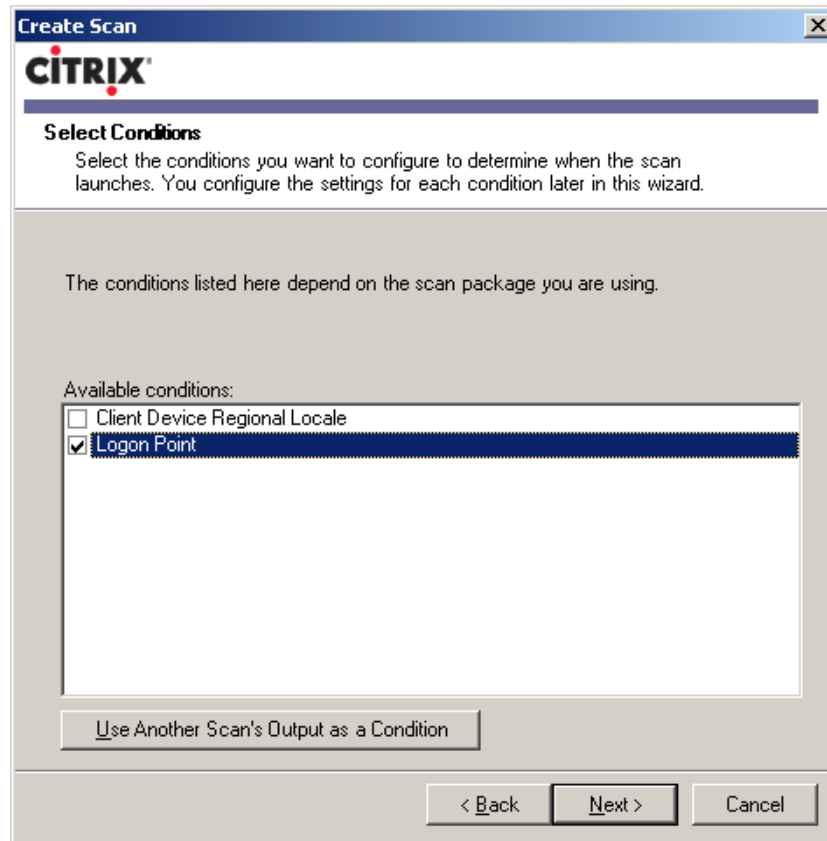 Create Scan
CITRIX
Select Conditions
Select the conditions you want to configure to determine when the scan
launches. You configure the settings for each condition later in this wizard.
The conditions listed here depend on the scan package you are using.
Available conditions:
Client Device Regional Locale
Logon Point
Use Another Scan's Output as a Condition
< Back Next > Cancel